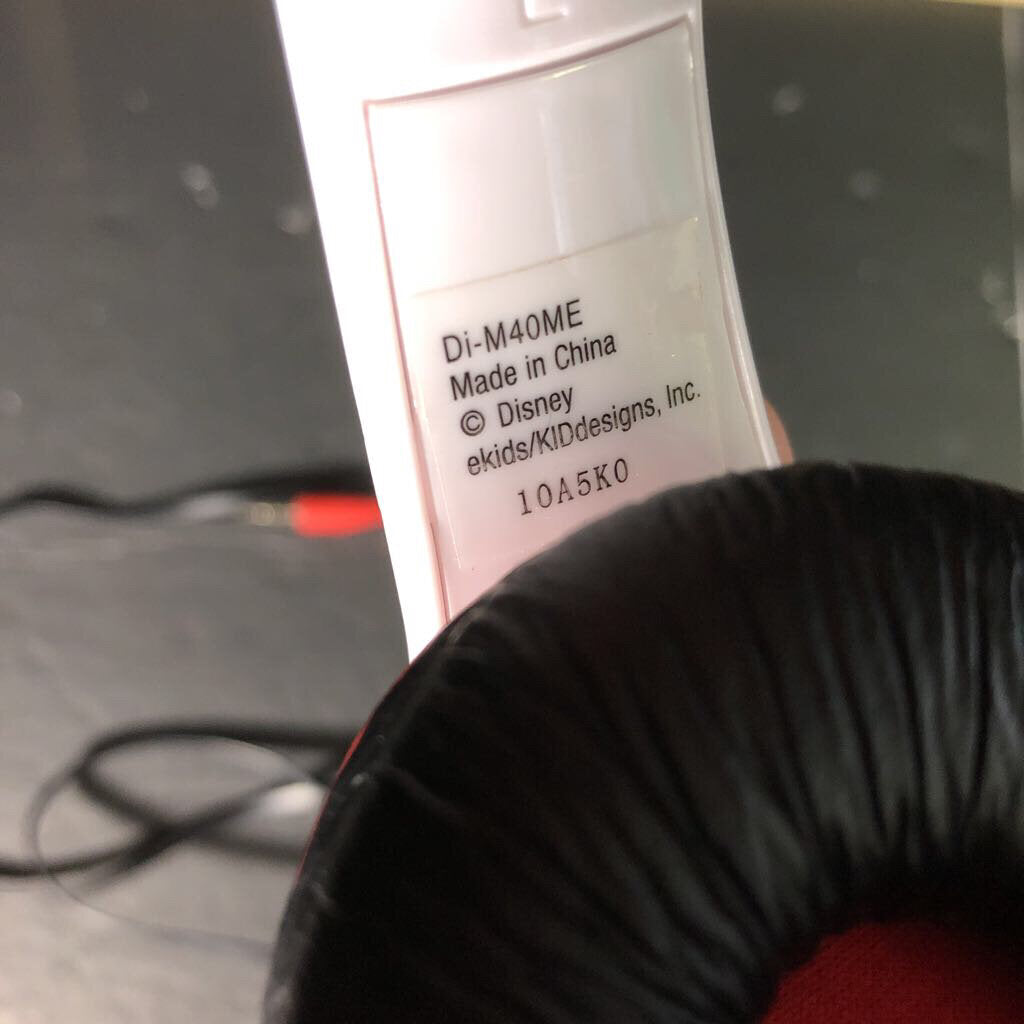 L
Di-M40ME
Made in China
© Disney
ekids/KIDdesigns, Inc.
10A5K0